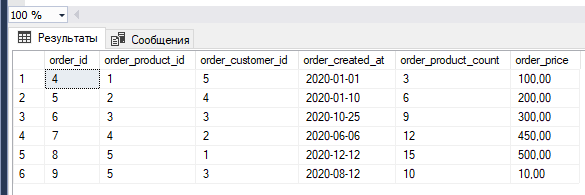 100 %
Результаты Сообщения
order_id order_product_id order_customer_id order_created_at order_product_count order_price
1 4 1 5 2020-01-01 3 100,00
2 5 2 4 2020-01-10 6 200,00
3 6 3 3 2020-10-25 9 300,00
4 7 4 2 2020-06-06 12 450,00
5 8 5 1 2020-12-12 15 500,00
6 9 5 3 2020-08-12 10 10,00